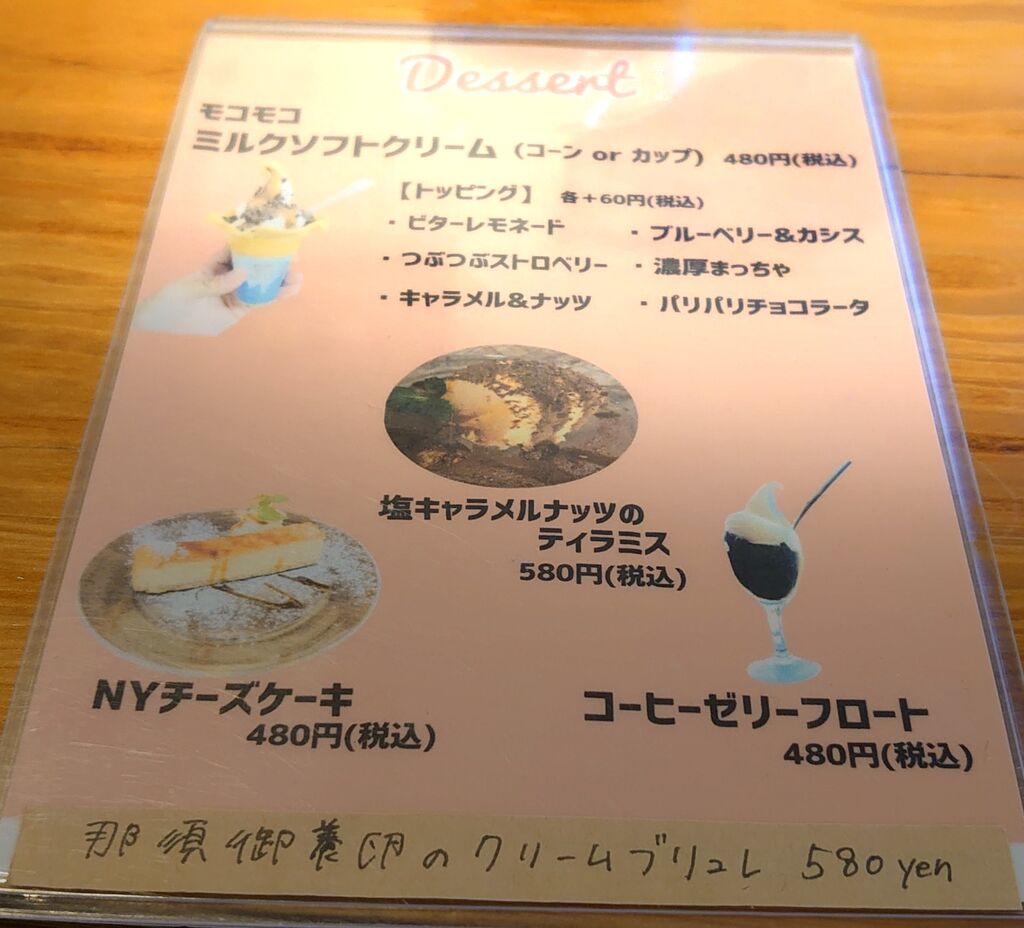 Dessert
モコモコ
ミルクソフトクリーム (コーン or カップ) 480円(税込)
【トッピング】 各+60円(税込)
・ビターレモネード ・ブルーベリー&カシス
・つぶつぶストロベリー ・濃厚まっちゃ
・キャラメル&ナッツ ・パリパリチョコラータ
塩キャラメルナッツの
ティラミス
580円(税込)
NYチーズケーキ
480円(税込)
コーヒーゼリーフロート
480円(税込)
那須御養卵のクリームブリュレ 580yen